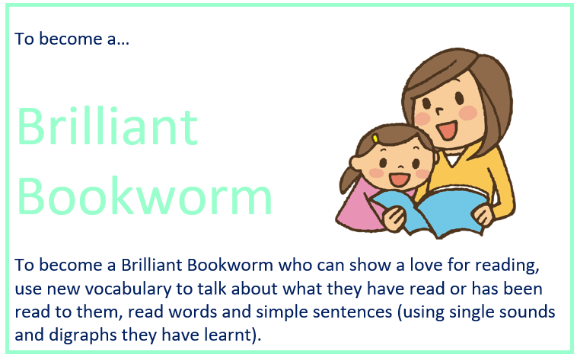 To become a...
Brilliant
Bookworm
To become a Brilliant Bookworm who can show a love for reading,
use new vocabulary to talk about what they have read or has been
read to them, read words and simple sentences (using single sounds
and digraphs they have learnt).